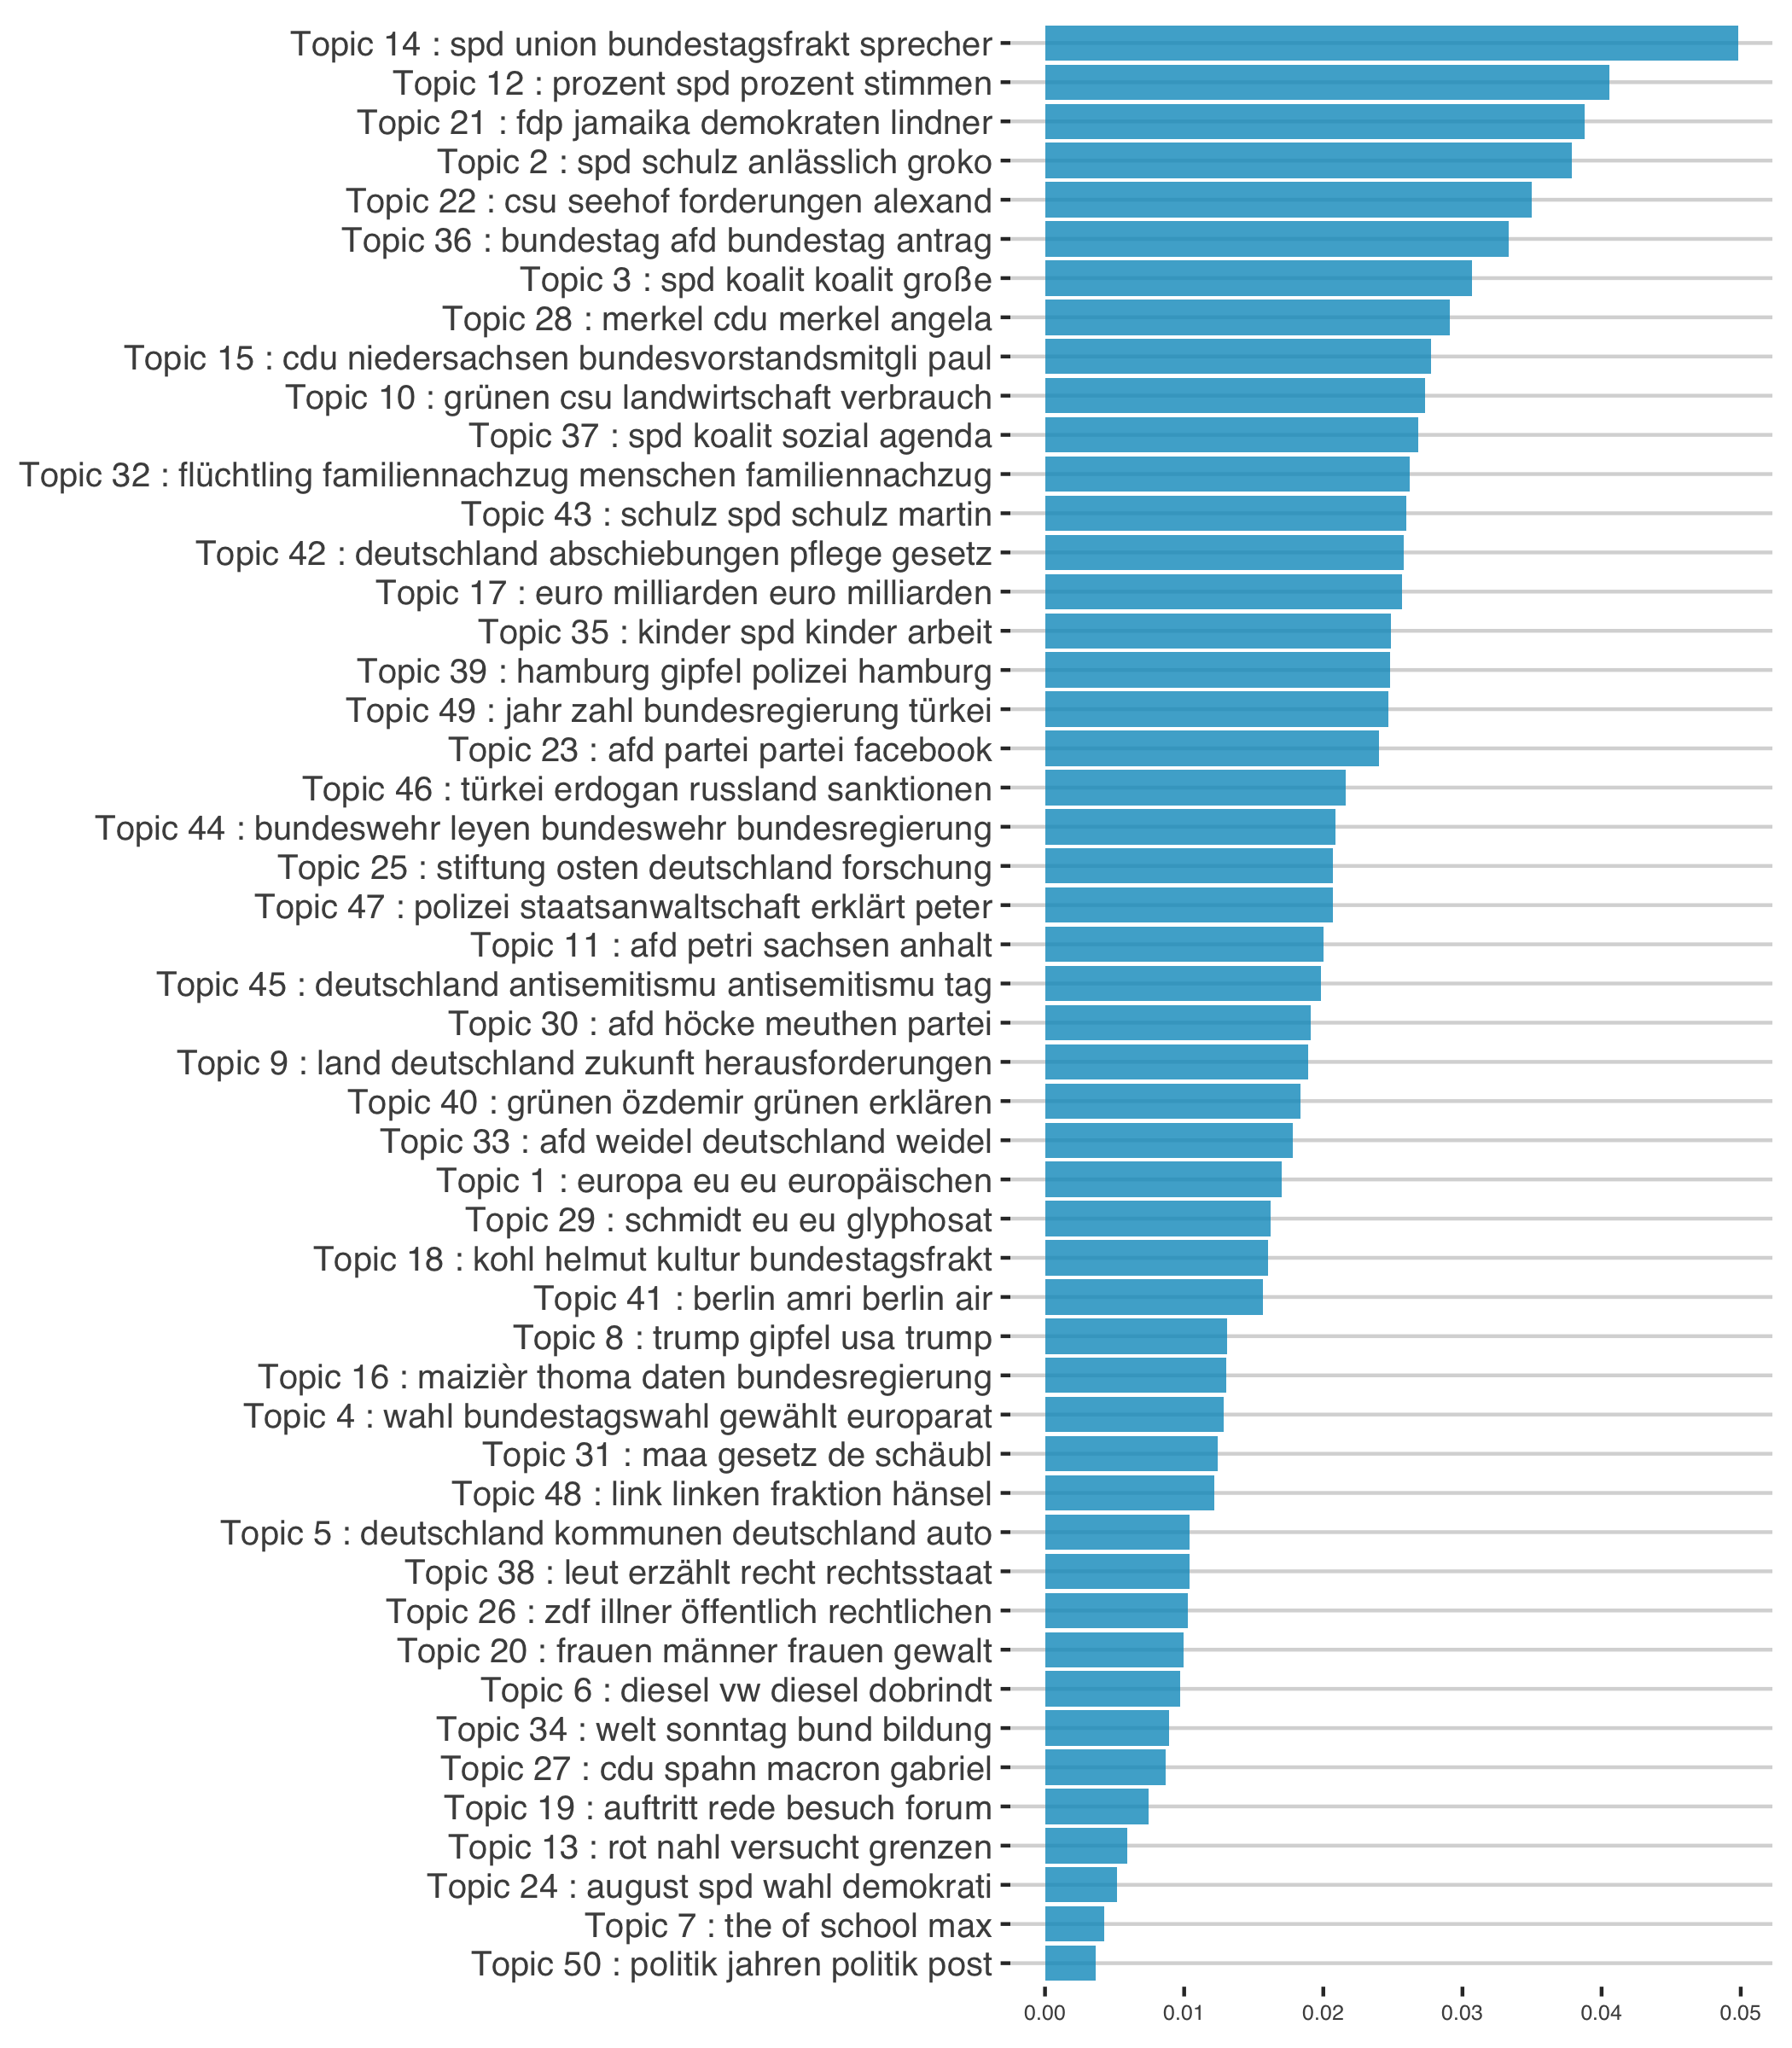 Topic 14 : spd union bundestagsfrakt sprecher
Topic 12 : prozent spd prozent stimmen
Topic 21 : fdp jamaika demokraten lindner
Topic 2 : spd schulz anlässlich groko
Topic 22 : csu seehof forderungen alexand
Topic 36 : bundestag afd bundestag antrag
Topic 3 : spd koalit koalit große
Topic 28 : merkel cdu merkel angela
Topic 15 : cdu niedersachsen bundesvorstandsmitgli paul
Topic 10 : grünen csu landwirtschaft verbrauch
Topic 37 : spd koalit sozial agenda
Topic 32 : flüchtling familiennachzug menschen familiennachzug
Topic 43 : schulz spd schulz martin
Topic 42 : deutschland abschiebungen pflege gesetz
Topic 17 : euro milliarden euro milliarden
Topic 35 : kinder spd kinder arbeit
Topic 39 : hamburg gipfel polizei hamburg
Topic 49 : jahr zahl bundesregierung türkei
Topic 23 : afd partei partei facebook
Topic 46 : türkei erdogan russland sanktionen
Topic 44 : bundeswehr leyen bundeswehr bundesregierung
Topic 25 : stiftung osten deutschland forschung
Topic 47 : polizei staatsanwaltschaft erklärt peter
Topic 11 : afd petri sachsen anhalt
Topic 45 : deutschland antisemitismu antisemitismu tag
Topic 30 : afd höcke meuthen partei
Topic 9 : land deutschland zukunft herausforderungen
Topic 40 : grünen özdemir grünen erklären
Topic 33 : afd weidel deutschland weidel
Topic 1 : europa eu eu europäischen
Topic 29 : schmidt eu eu glyphosat
Topic 18 : kohl helmut kultur bundestagsfrakt
Topic 41 : berlin amri berlin air
Topic 8 : trump gipfel usa trump
Topic 16 : maizièr thoma daten bundesregierung
Topic 4 : wahl bundestagswahl gewählt europarat
Topic 31 : maa gesetz de schäubl
Topic 48 : link linken fraktion hänsel
Topic 5 : deutschland kommunen deutschland auto
Topic 38 : leut erzählt recht rechtsstaat
Topic 26 : zdf illner öffentlich rechtlichen
Topic 20 : frauen männer frauen gewalt
Topic 6 : diesel vw diesel dobrindt
Topic 34 : welt sonntag bund bildung
Topic 27 : cdu spahn macron gabriel
Topic 19 : auftritt rede besuch forum
Topic 13 : rot nahl versucht grenzen
Topic 24 : august spd wahl demokrati
Topic 7 : the of school max
Topic 50 : politik jahren politik post
0.00 0.01 0.02 0.03 0.04 0.05